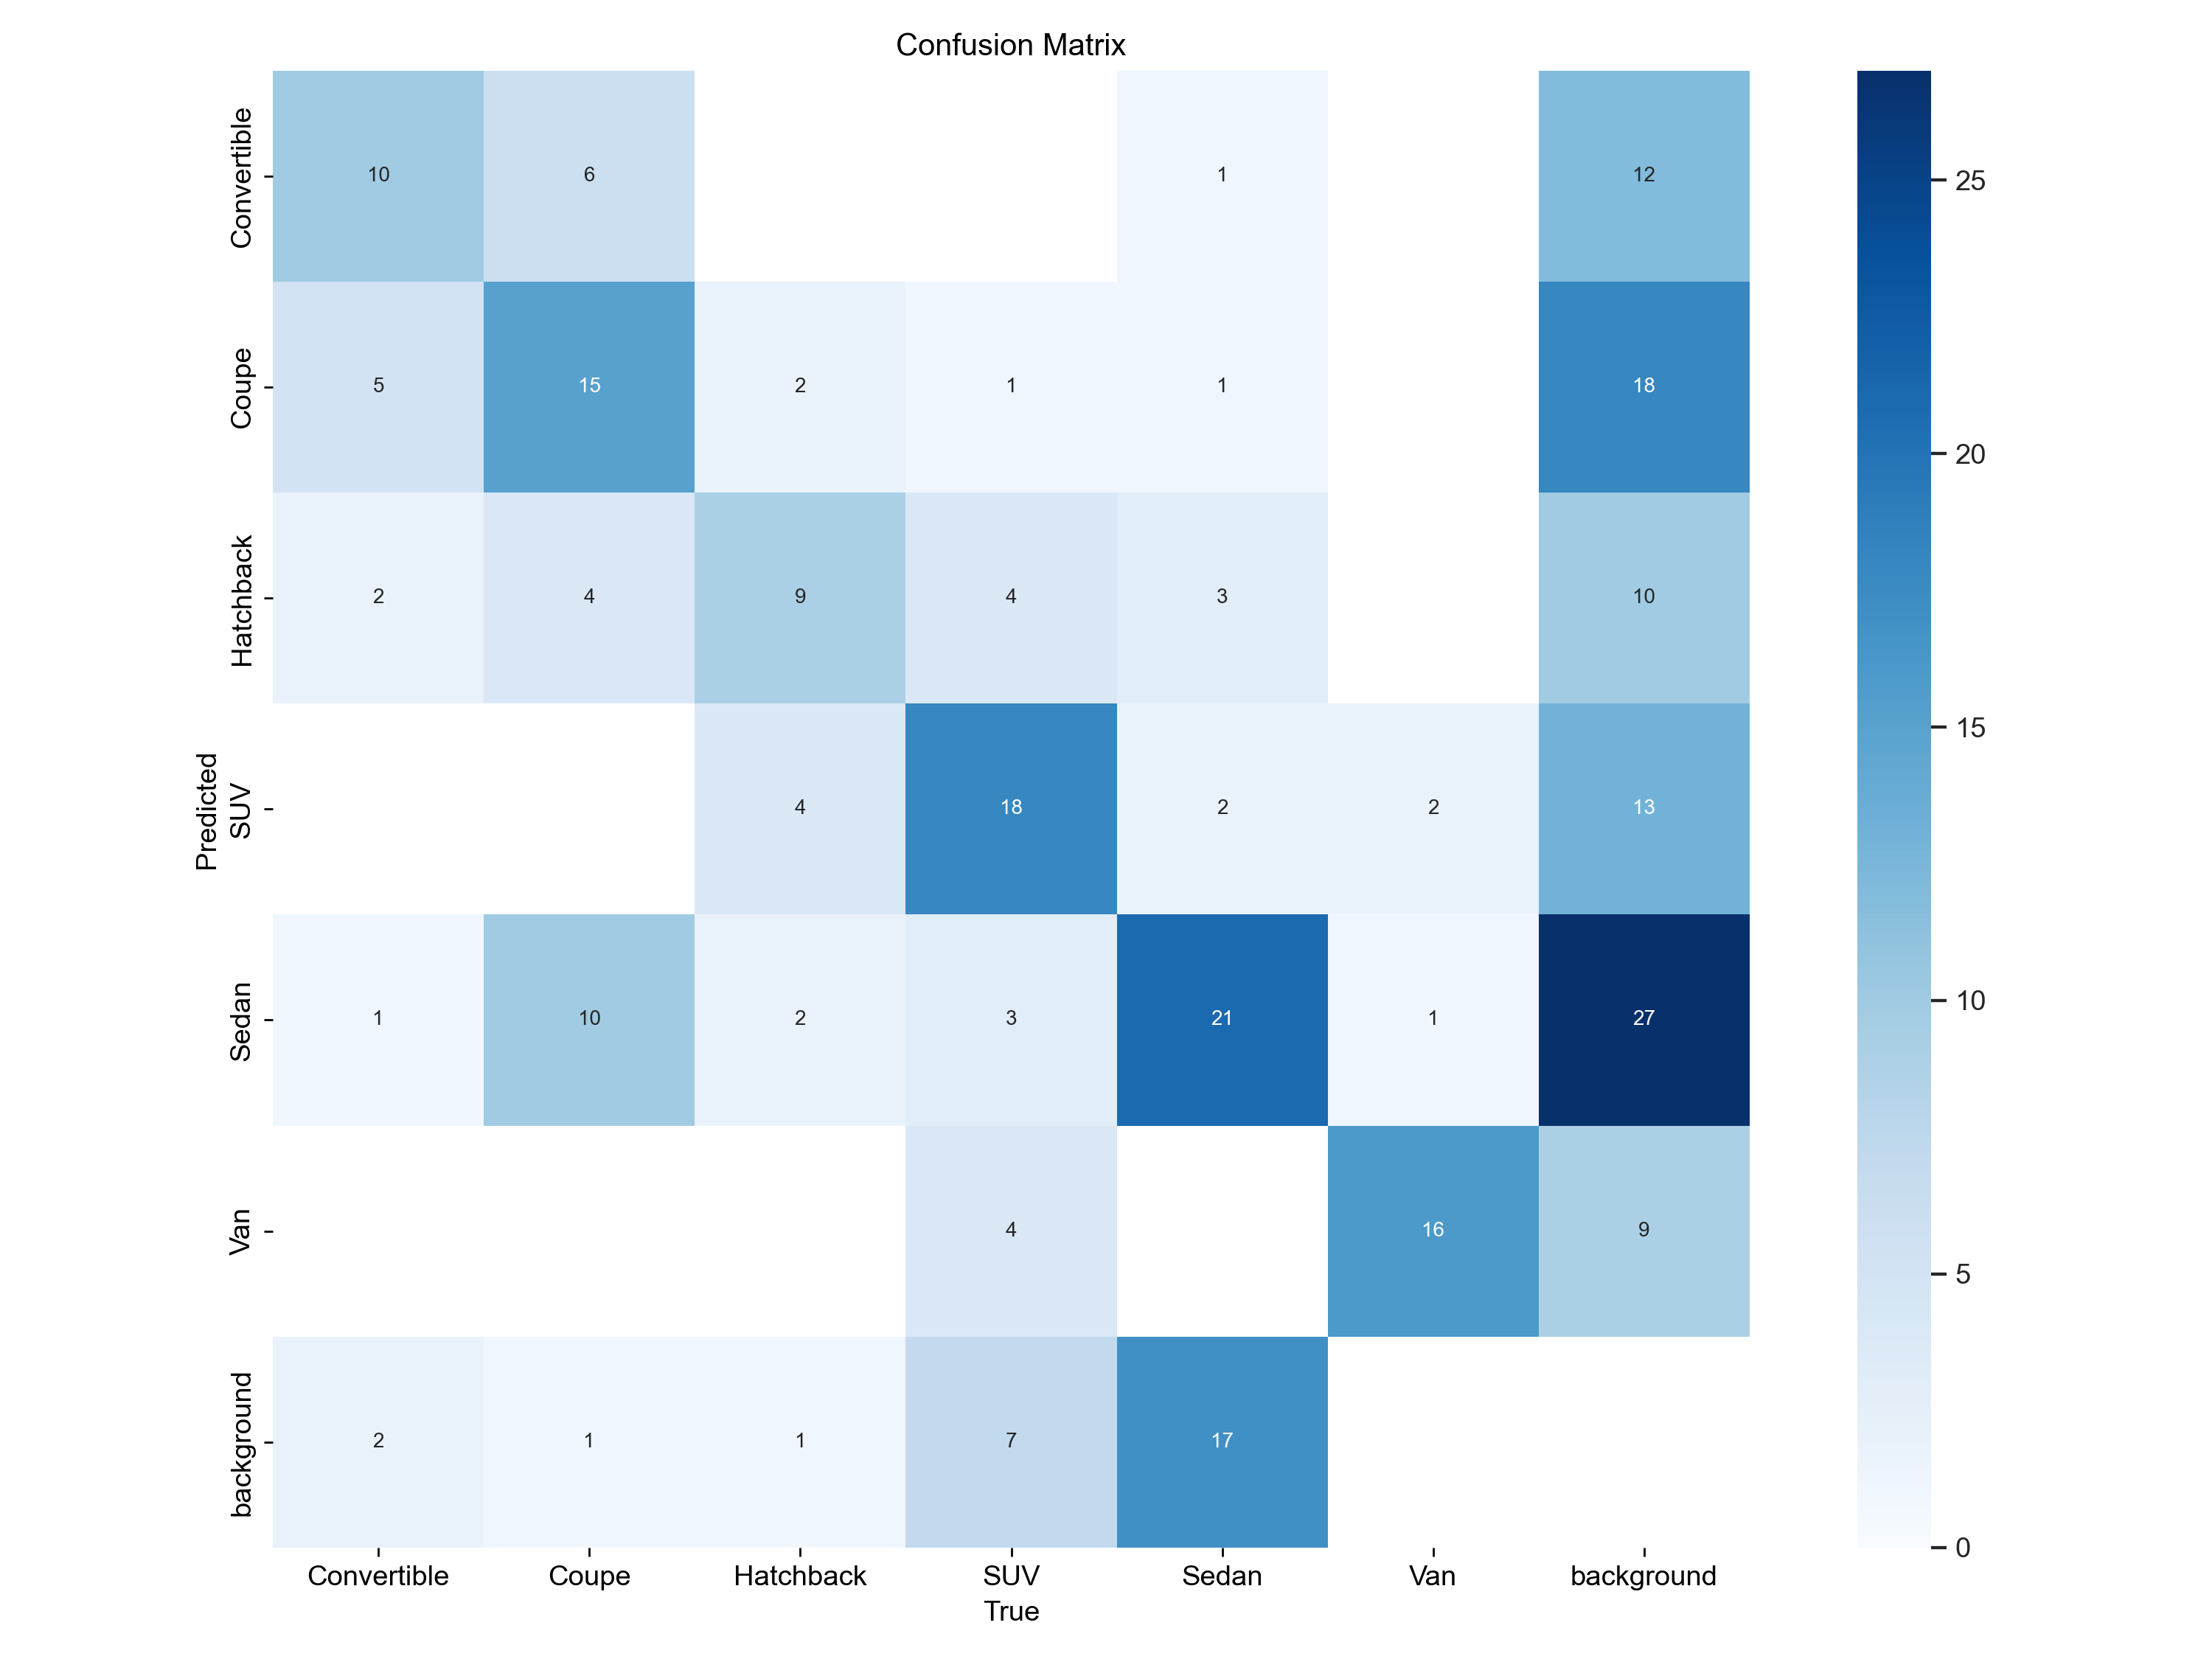 Confusion Matrix
Convertible 10 6 1 12
Coupe 5 15 2 1 1 18
Hatchback 2 4 9 4 3 10
SUV 4 18 2 2 13
Sedan 1 10 2 3 21 1 27
Van 4 16 9
background 2 1 1 7 17
Predicted
Convertible Coupe Hatchback SUV Sedan Van background
True
25
20
15
10
5
0